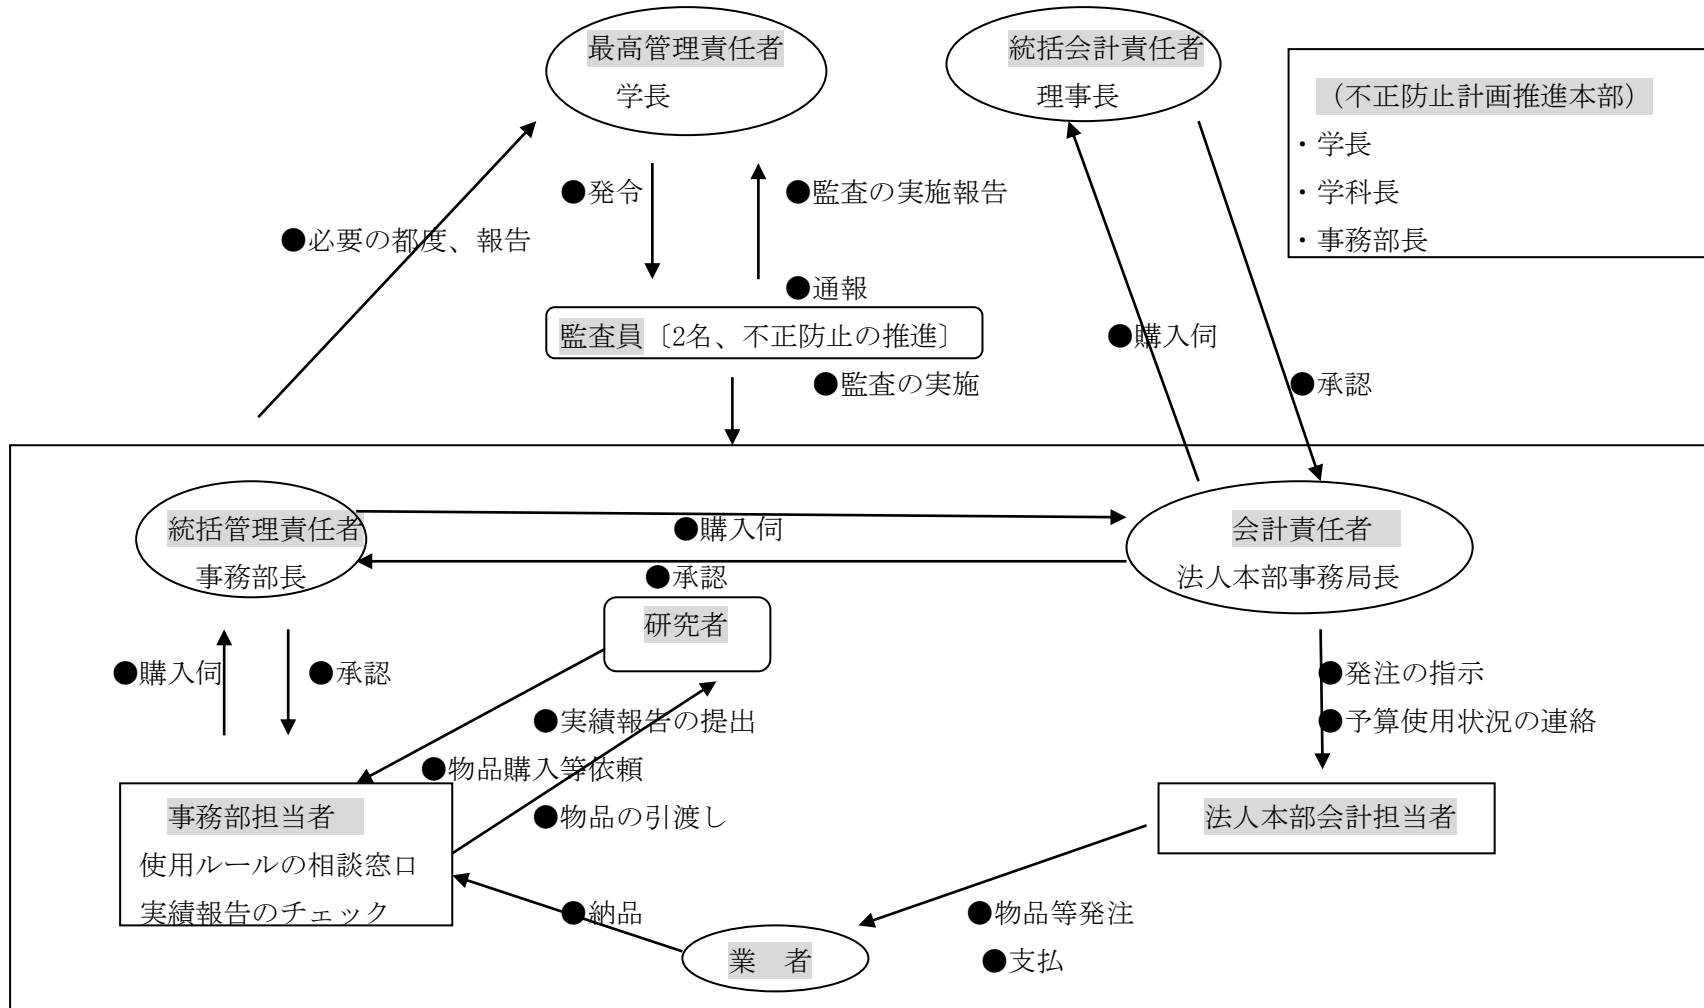 最高管理責任者
学長
統括会計責任者
理事長
（不正防止計画推進本部）
・学長
・学科長
・事務部長
●発令
●監査の実施報告
●必要の都度、報告
●通報
監査員〔2名、不正防止の推進〕
●購入伺
●監査の実施
●承認
統括管理責任者
事務部長
●購入伺
●承認
会計責任者
法人本部事務局長
研究者
●購入伺
●承認
●発注の指示
●予算使用状況の連絡
●実績報告の提出
●物品購入等依頼
●物品の引渡し
事務部担当者
使用ルールの相談窓口
実績報告のチェック
法人本部会計担当者
●納品
●物品等発注
●支払
業　者